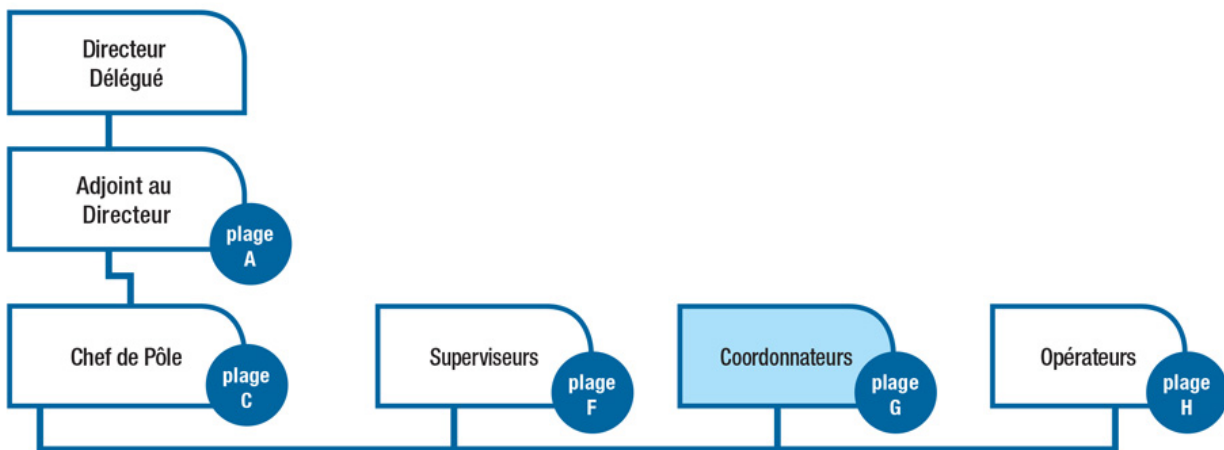 Directeur
Délégué
Adjoint au
Directeur
plage
A
Chef de Pôle
plage
C
Superviseurs
plage
F
Coordonnateurs
plage
G
Opérateurs
plage
H